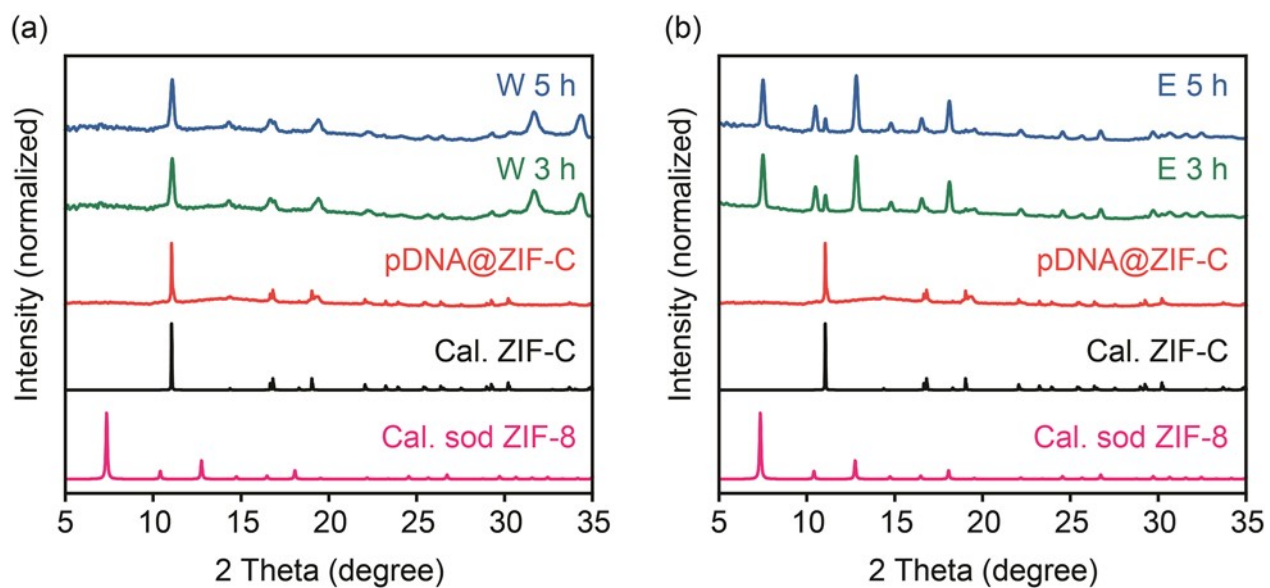 (a)
W 5 h
W 3 h
pDNA@ZIF-C
Cal. ZIF-C
Cal. sod ZIF-8
Intensity (normalized)
5 10 15 20 25 30 35
2 Theta (degree)
(b)
E 5 h
E 3 h
pDNA@ZIF-C
Cal. ZIF-C
Cal. sod ZIF-8
Intensity (normalized)
5 10 15 20 25 30 35
2 Theta (degree)